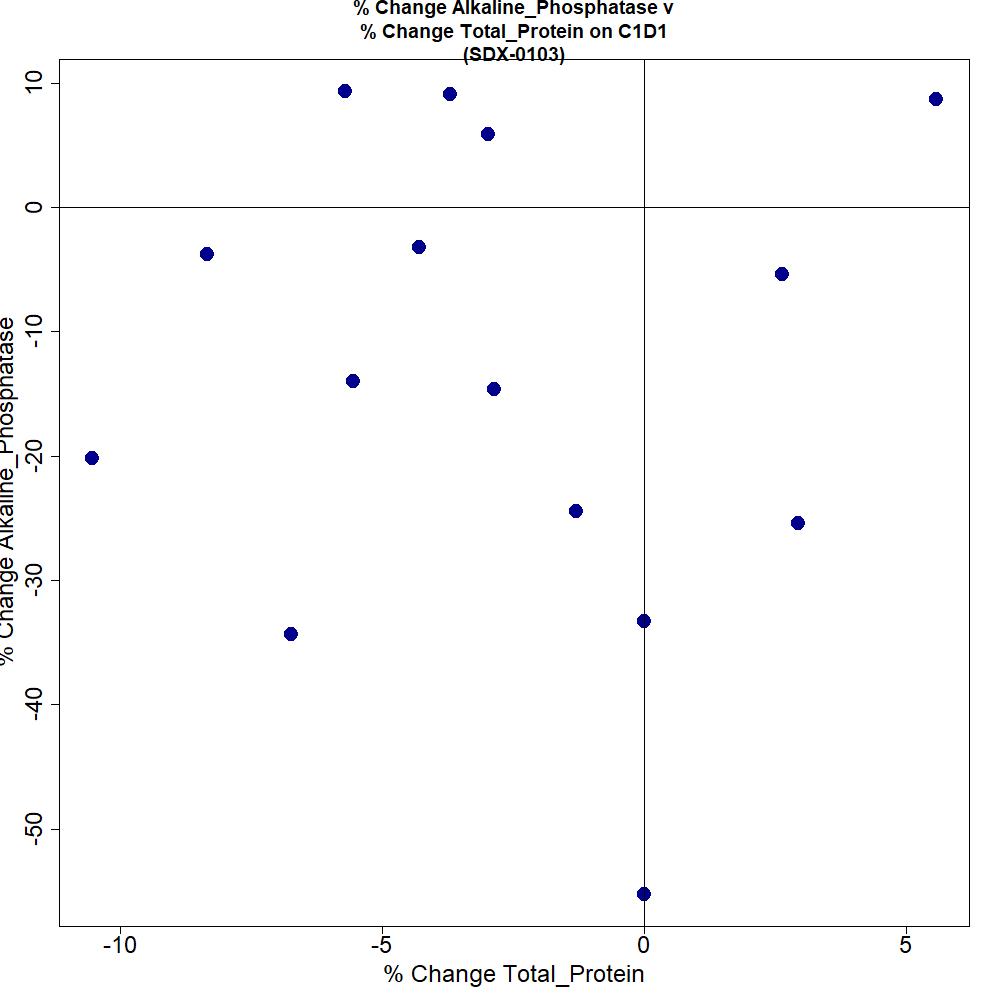 % Change Alkaline_Phosphatase v
% Change Total_Protein on C1D1
(SDX-0103)
10
0
-10
-20
-30
-40
-50
% Change Alkaline_Phosphatase
-10
-5
0
5
% Change Total_Protein